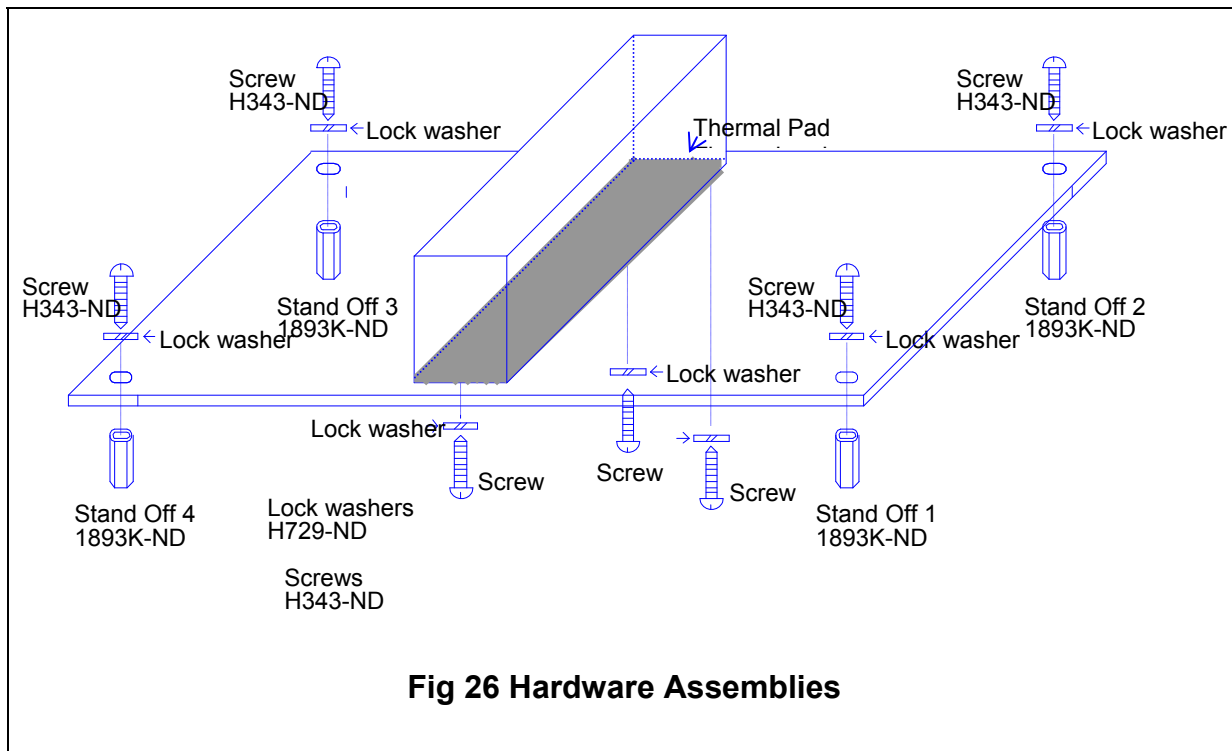 Screw
H343-ND
Lock washer
Thermal Pad
Screw
H343-ND
Lock washer
Screw
H343-ND
Lock washer
Stand Off 3
1893K-ND
Screw
H343-ND
Lock washer
Stand Off 2
1893K-ND
Lock washer
Lock washer
Screw
Screw
Screw
Stand Off 4
1893K-ND
Lock washers
H729-ND
Stand Off 1
1893K-ND
Screws
H343-ND
Fig 26 Hardware Assemblies